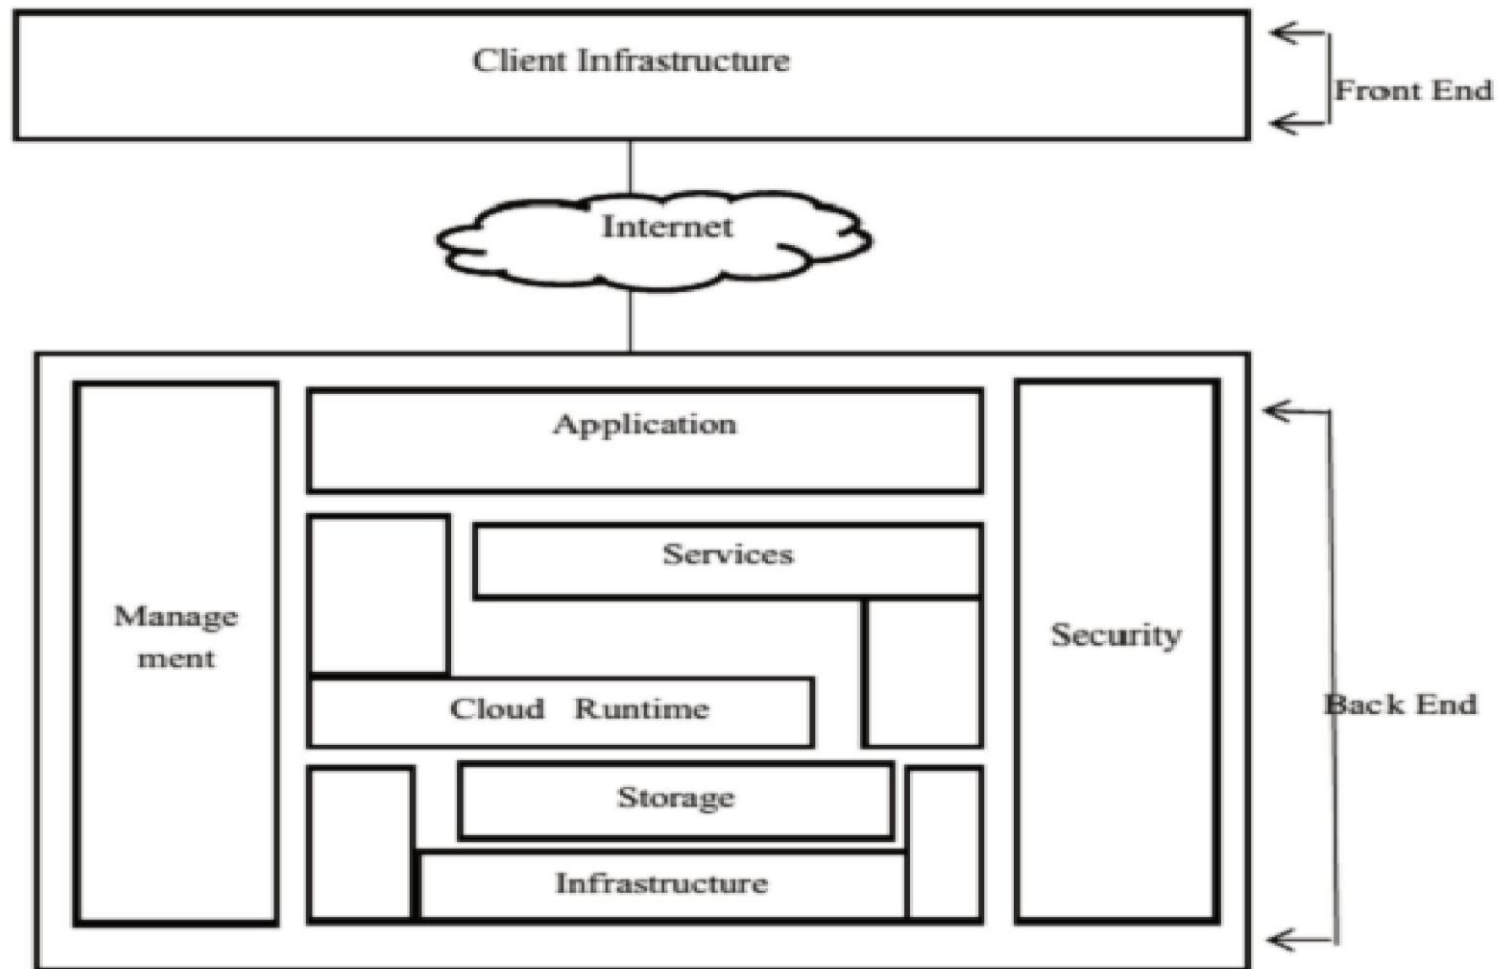 Client Infrastructure
Front End
Internet
Application
Services
Manage
ment
Security
Cloud Runtime
Back End
Storage
Infrastructure